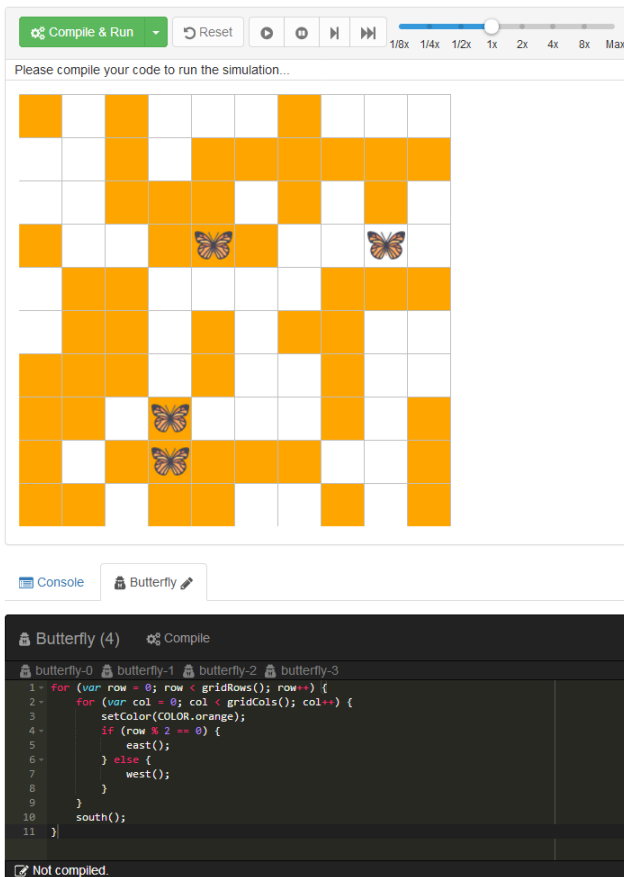 Compile & Run
Reset
1/8x 1/4x 1/2x 1x 2x 4x 8x Max
Please compile your code to run the simulation...
Console
Butterfly
Butterfly (4) Compile
butterfly-0 butterfly-1 butterfly-2 butterfly-3
1 for (var row = 0; row < gridRows(); row++) {
2 for (var col = 0; col < gridCols(); col++) {
3 setColor(COLOR.orange);
4 if (row % 2 == 0) {
5 east();
6 } else {
7 west();
8 }
9 }
10 south();
11 }
Not compiled.